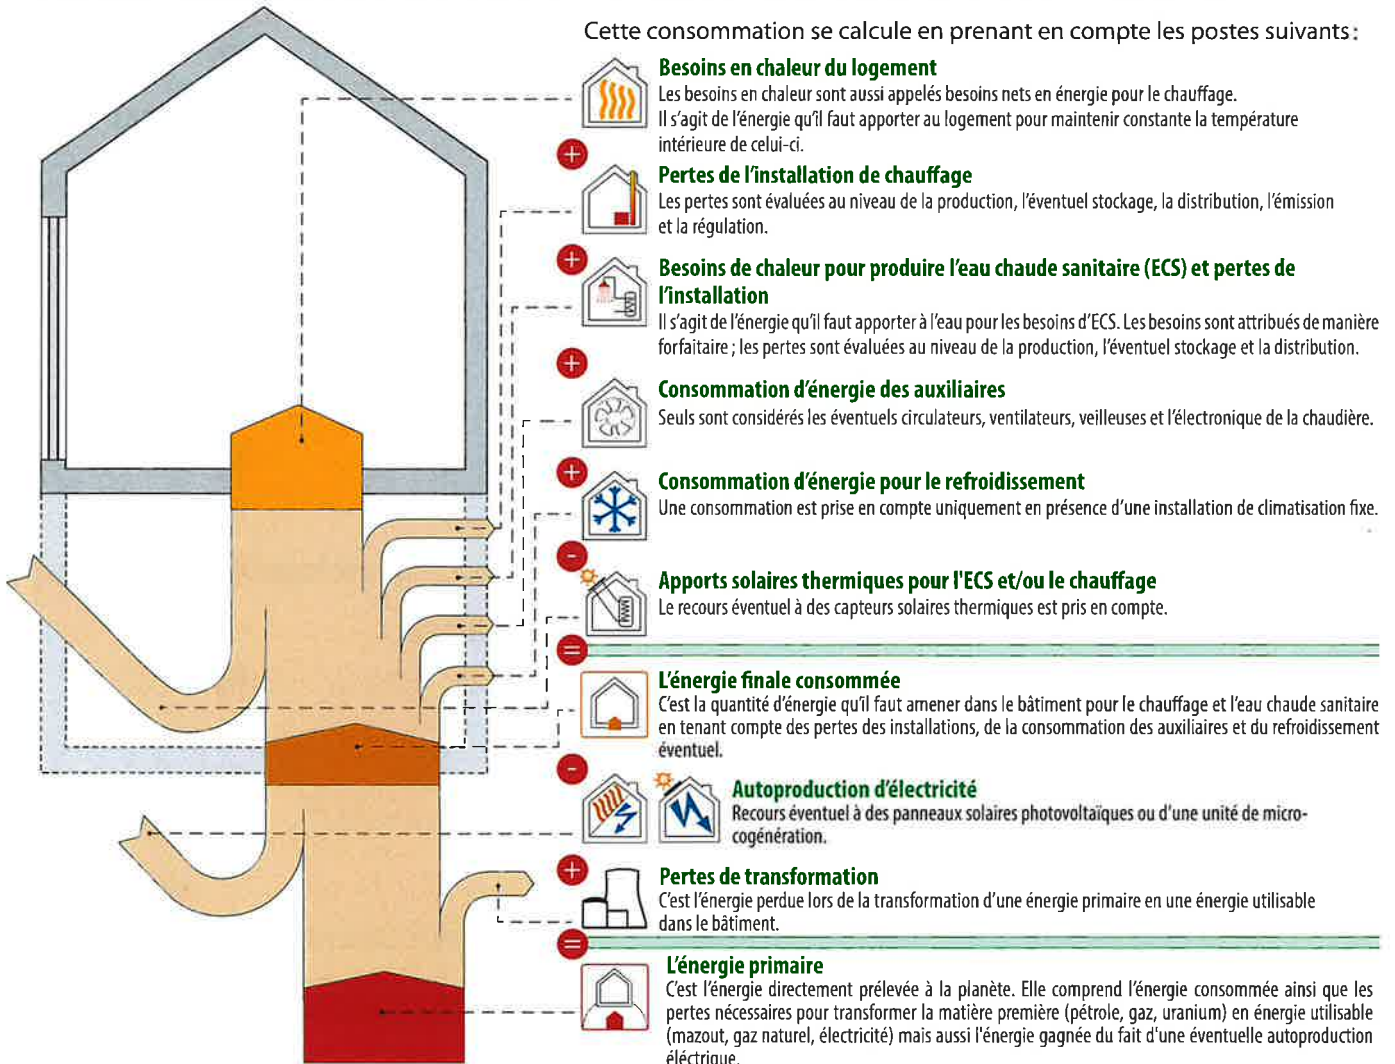 Cette consommation se calcule en prenant en compte les postes suivants :
Besoins en chaleur du logement
Les besoins en chaleur sont aussi appelés besoins nets en énergie pour le chauffage.
Il s'agit de l'énergie qu'il faut apporter au logement pour maintenir constante la température
intérieure de celui-ci.
+
Pertes de l'installation de chauffage
Les pertes sont évaluées au niveau de la production, l'éventuel stockage, la distribution, l'émission
et la régulation.
+
Besoins de chaleur pour produire l'eau chaude sanitaire (ECS) et pertes de
l'installation
Il s'agit de l'énergie qu'il faut apporter à l'eau pour les besoins d'ECS. Les besoins sont attribués de manière
forfaitaire ; les pertes sont évaluées au niveau de la production, l'éventuel stockage et la distribution.
+
Consommation d'énergie des auxiliaires
Seuls sont considérés les éventuels circulateurs, ventilateurs, veilleuses et l'électronique de la chaudière.
+
Consommation d'énergie pour le refroidissement
Une consommation est prise en compte uniquement en présence d'une installation de climatisation fixe.
-
Apports solaires thermiques pour l'ECS et/ou le chauffage
Le recours éventuel à des capteurs solaires thermiques est pris en compte.
=
L'énergie finale consommée
C'est la quantité d'énergie qu'il faut amener dans le bâtiment pour le chauffage et l'eau chaude sanitaire
en tenant compte des pertes des installations, de la consommation des auxiliaires et du refroidissement
éventuel.
-
Autoproduction d'électricité
Recours éventuel à des panneaux solaires photovoltaïques ou d'une unité de micro-
cogénération.
+
Pertes de transformation
C'est l'énergie perdue lors de la transformation d'une énergie primaire en une énergie utilisable
dans le bâtiment.
=
L'énergie primaire
C'est l'énergie directement prélevée à la planète. Elle comprend l'énergie consommée ainsi que les
pertes nécessaires pour transformer la matière première (pétrole, gaz, uranium) en énergie utilisable
(mazout, gaz naturel, électricité) mais aussi l'énergie gagnée du fait d'une éventuelle autoproduction
éléctrique.